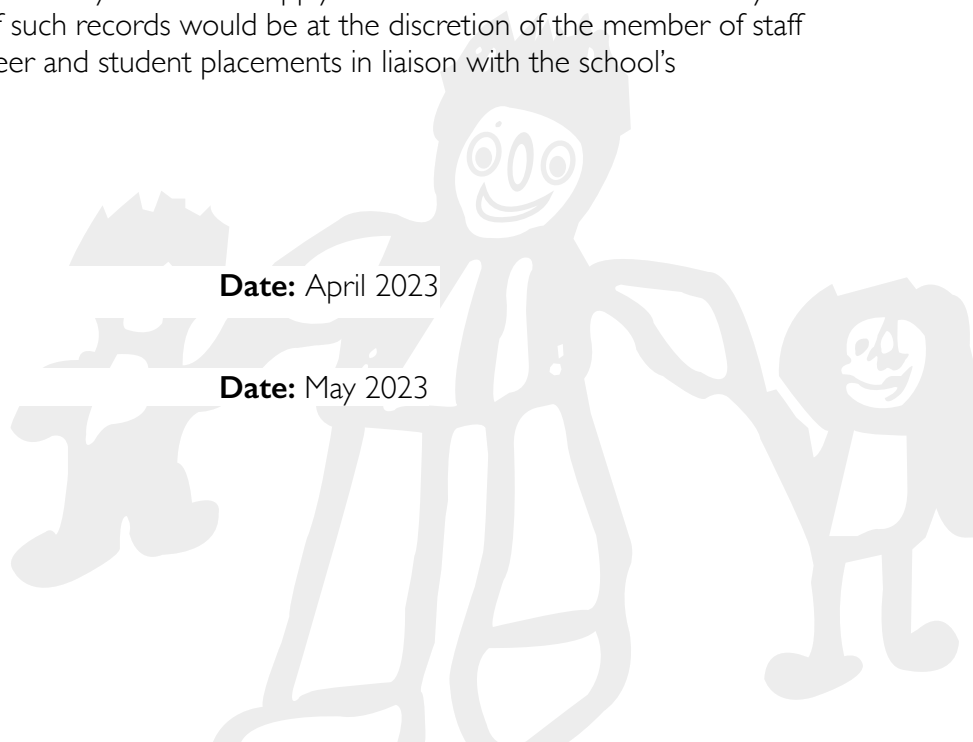 such records would be at the discretion of the member of staff
and student placements in liaison with the school's
Date: April 2023
Date: May 2023